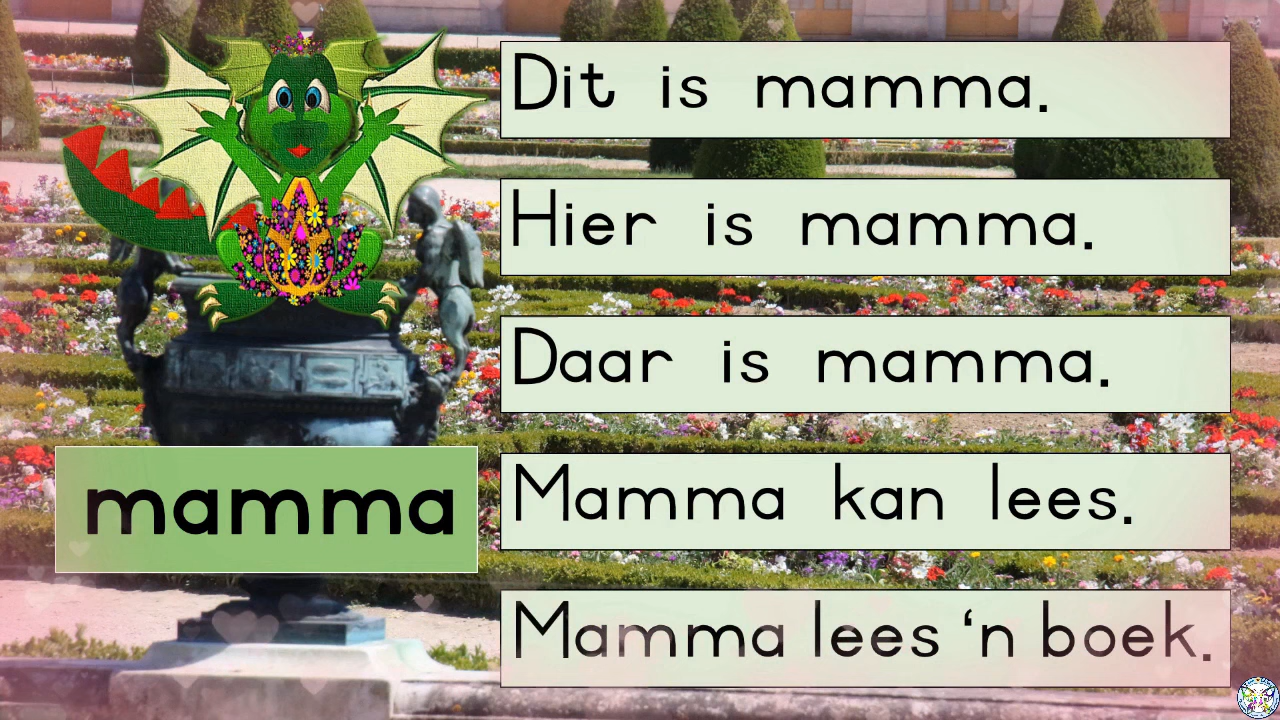 Dit is mamma.
Hier is mamma.
Daar is mamma.
Mamma kan lees.
mamma
Mamma lees ‘n boek.